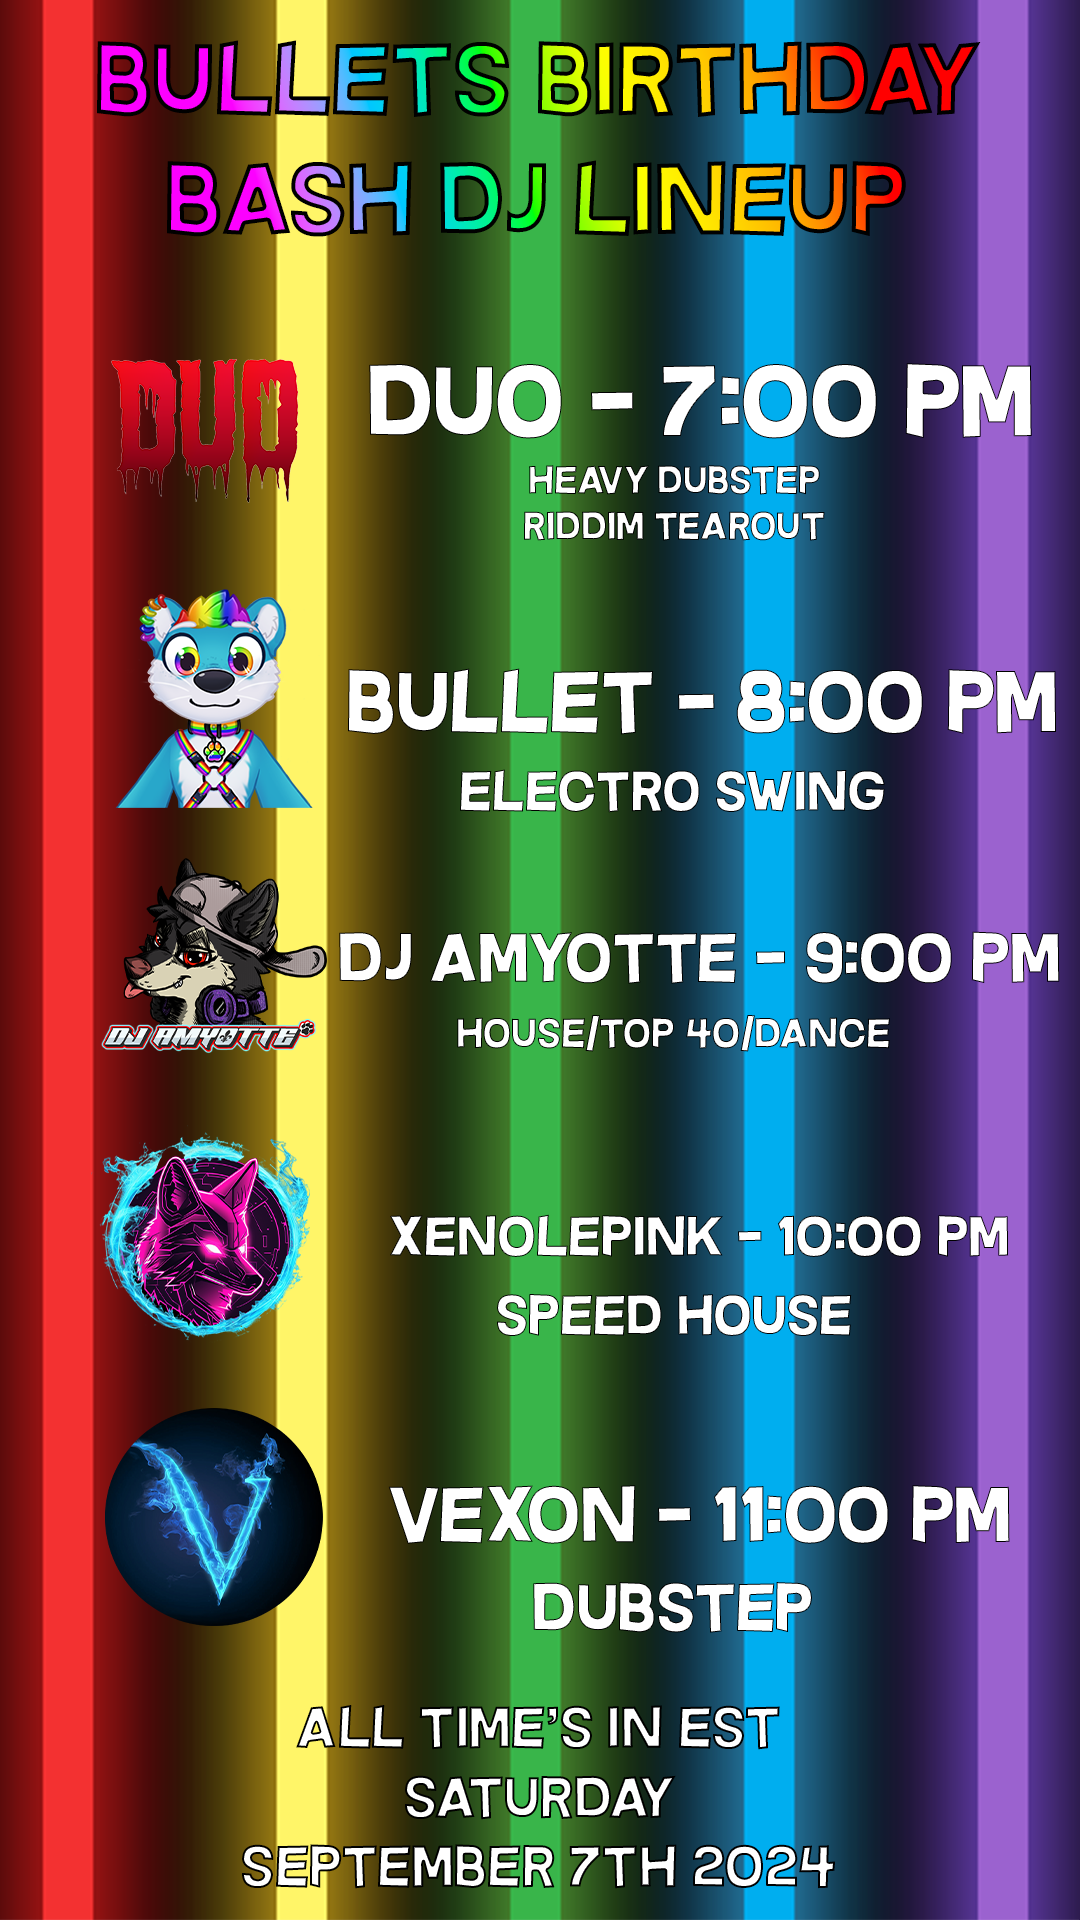 BULLETS BIRTHDAY
BASH DJ LINEUP
DUO
DUO - 7:00 PM
HEAVY DUBSTEP
RIDDIM TEAROUT
BULLET - 8:00 PM
ELECTRO SWING
DJ AMYOTTE - 9:00 PM
DJ AMYOTTE
HOUSE/TOP 40/DANCE
XENOLEPINK - 10:00 PM
SPEED HOUSE
V
VEXON - 11:00 PM
DUBSTEP
ALL TIME'S IN EST
SATURDAY
SEPTEMBER 7TH 2024